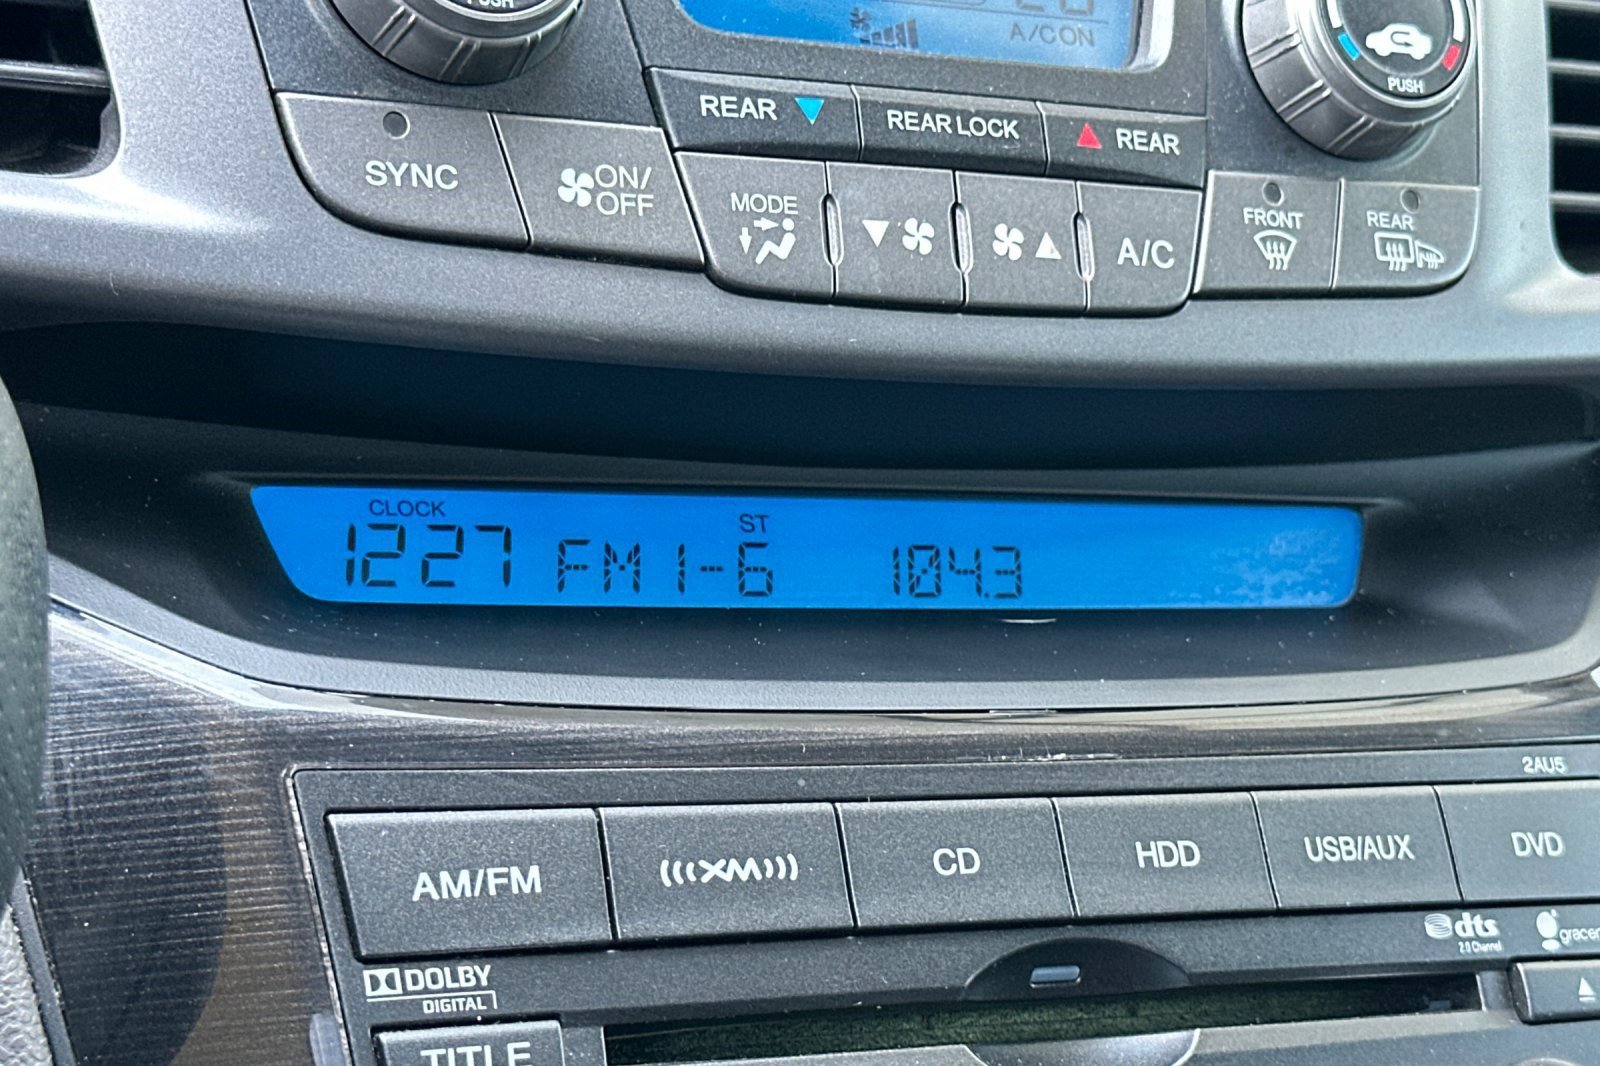 PUSH
A/CON
PUSH
REAR ▼
REAR LOCK
▲ REAR
SYNC
ON/
OFF
MODE
▼
▲
A/C
FRONT
REAR
CLOCK
ST
1227 FM1-6 104.3
2AU5
AM/FM
(((XM)))
CD
HDD
USB/AUX
DVD
dts
2.0 Channel
DOLBY
DIGITAL
TITLE